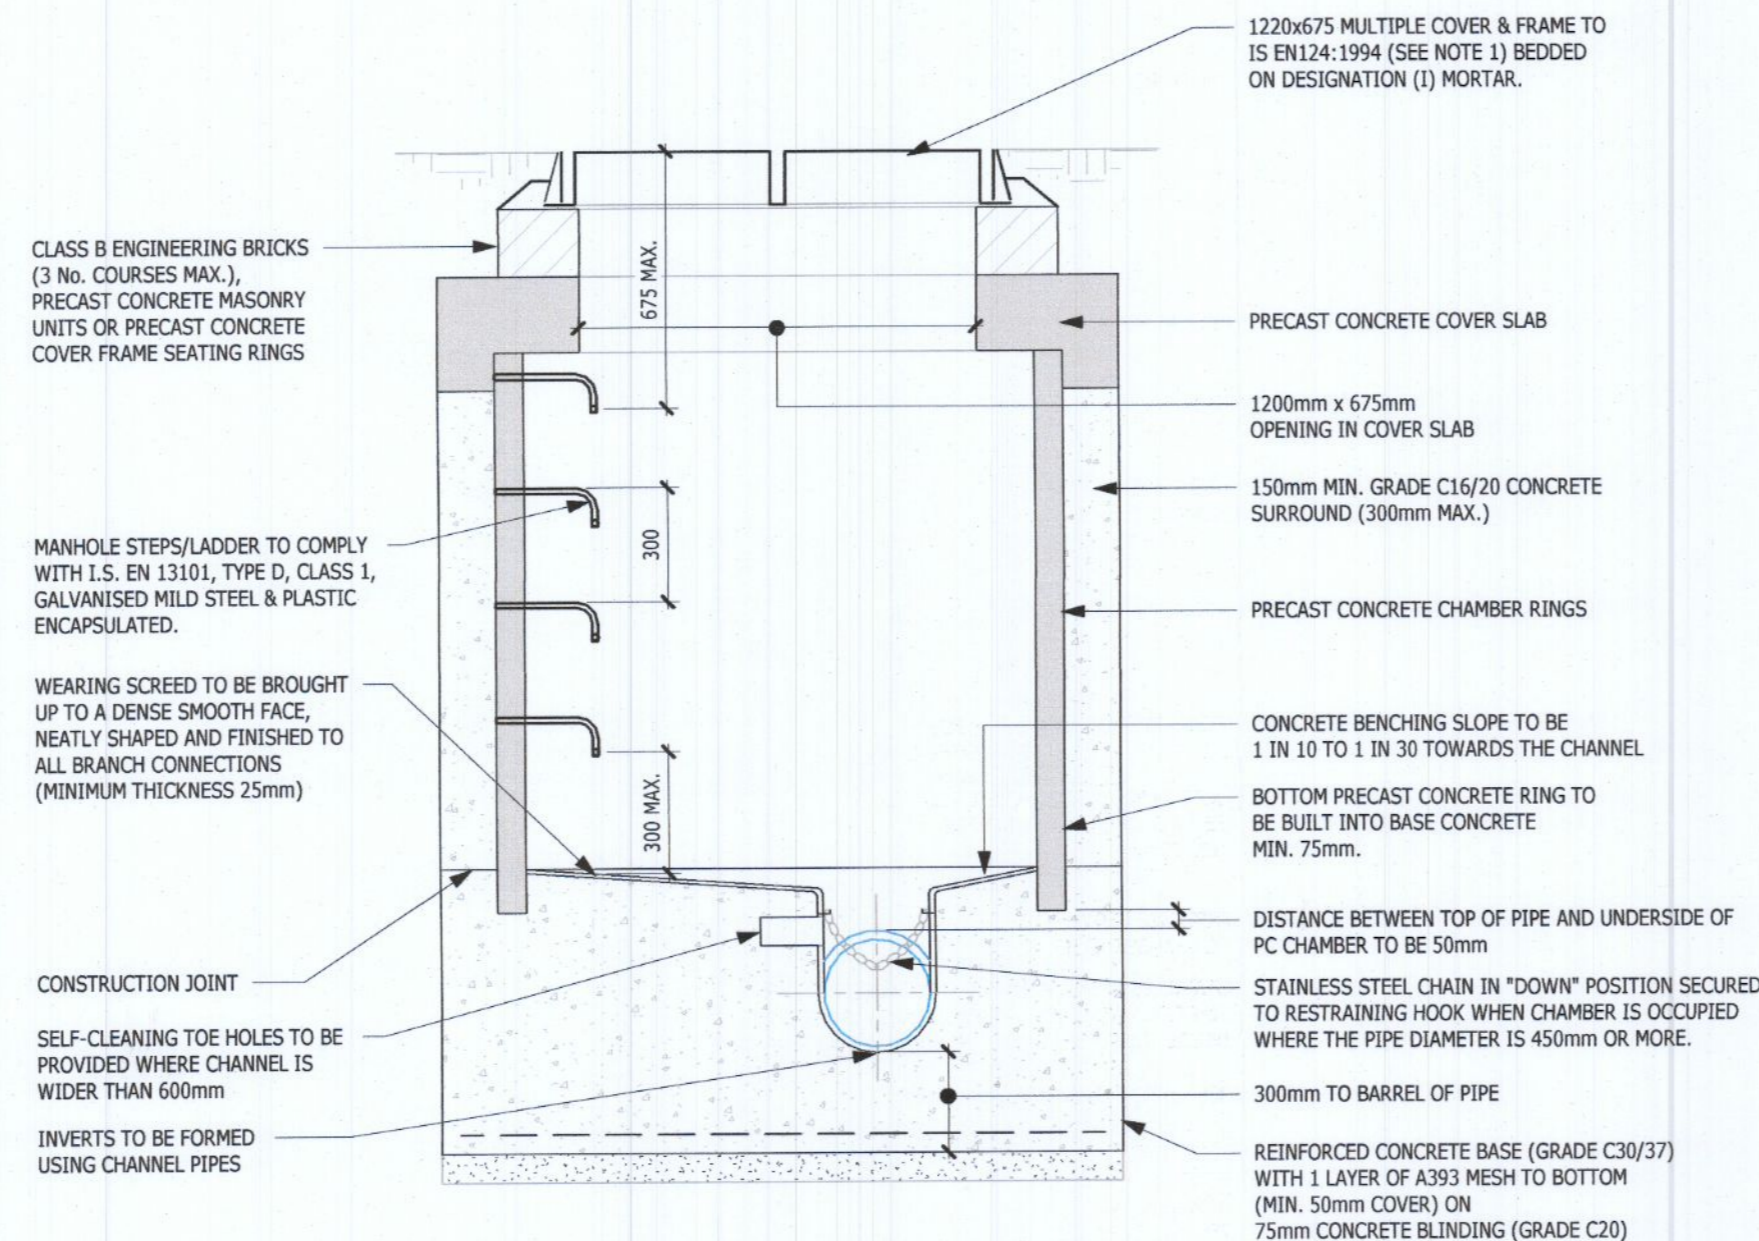 1220x675 MULTIPLE COVER & FRAME TO
IS EN124:1994 (SEE NOTE 1) BEDDED
ON DESIGNATION (I) MORTAR.
CLASS B ENGINEERING BRICKS
(3 No. COURSES MAX.),
PRECAST CONCRETE MASONRY
UNITS OR PRECAST CONCRETE
COVER FRAME SEATING RINGS
675 MAX.
PRECAST CONCRETE COVER SLAB
1200mm x 675mm
OPENING IN COVER SLAB
150mm MIN. GRADE C16/20 CONCRETE
SURROUND (300mm MAX.)
MANHOLE STEPS/LADDER TO COMPLY
WITH I.S. EN 13101, TYPE D, CLASS 1,
GALVANISED MILD STEEL & PLASTIC
ENCAPSULATED.
300
PRECAST CONCRETE CHAMBER RINGS
WEARING SCREED TO BE BROUGHT
UP TO A DENSE SMOOTH FACE,
NEATLY SHAPED AND FINISHED TO
ALL BRANCH CONNECTIONS
(MINIMUM THICKNESS 25mm)
300 MAX.
CONCRETE BENCHING SLOPE TO BE
1 IN 10 TO 1 IN 30 TOWARDS THE CHANNEL
BOTTOM PRECAST CONCRETE RING TO
BE BUILT INTO BASE CONCRETE
MIN. 75mm.
DISTANCE BETWEEN TOP OF PIPE AND UNDERSIDE OF
PC CHAMBER TO BE 50mm
CONSTRUCTION JOINT
STAINLESS STEEL CHAIN IN "DOWN" POSITION SECURED
TO RESTRAINING HOOK WHEN CHAMBER IS OCCUPIED
WHERE THE PIPE DIAMETER IS 450mm OR MORE.
SELF-CLEANING TOE HOLES TO BE
PROVIDED WHERE CHANNEL IS
WIDER THAN 600mm
300mm TO BARREL OF PIPE
INVERTS TO BE FORMED
USING CHANNEL PIPES
REINFORCED CONCRETE BASE (GRADE C30/37)
WITH 1 LAYER OF A393 MESH TO BOTTOM
(MIN. 50mm COVER) ON
75mm CONCRETE BLINDING (GRADE C20)